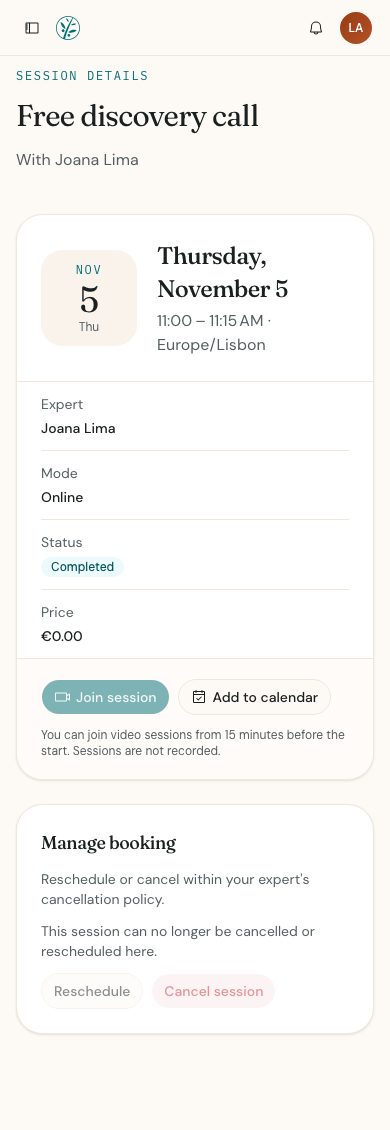 LA
SESSION DETAILS
Free discovery call
With Joana Lima
NOV
5
Thu
Thursday,
November 5
11:00 – 11:15 AM ·
Europe/Lisbon
Expert
Joana Lima
Mode
Online
Status
Completed
Price
€0.00
Join session
Add to calendar
You can join video sessions from 15 minutes before the
start. Sessions are not recorded.
Manage booking
Reschedule or cancel within your expert's
cancellation policy.
This session can no longer be cancelled or
rescheduled here.
Reschedule
Cancel session